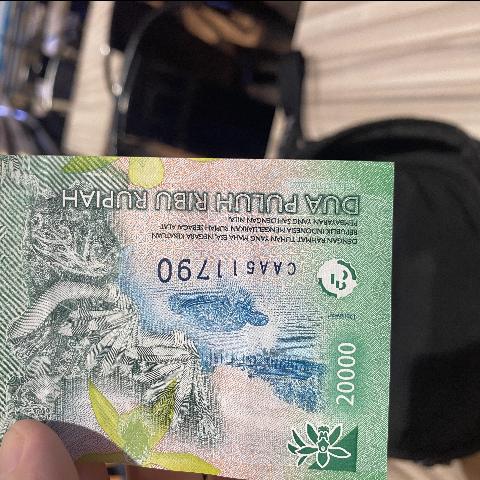 DUA PULUH RIBU RUPIAH
DENGAN RAHMAT TUHAN YANG MAHA ESA, NEGARA KESATUAN
REPUBLIK INDONESIA MENGELUARKAN RUPIAH SEBAGAI ALAT
PEMBAYARAN YANG SAH DENGAN NILAI
CAA511790
20000